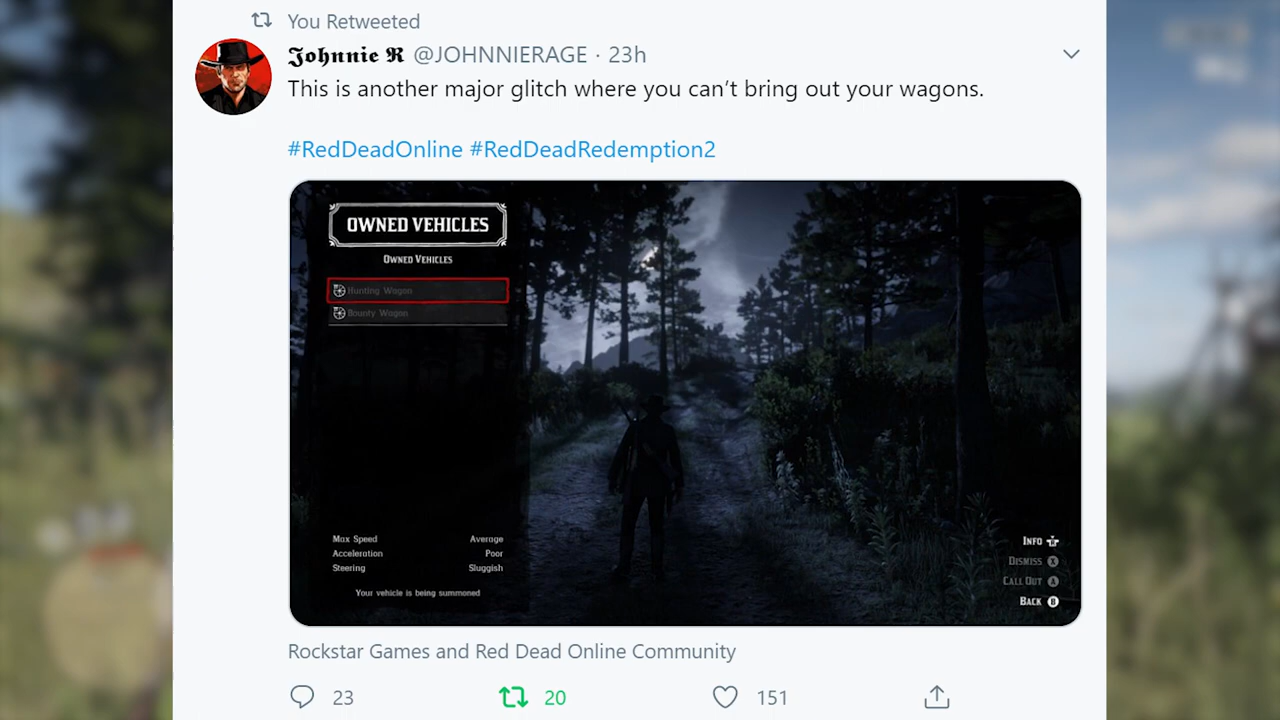 You Retweeted
Johnnie R @JOHNNIERAGE · 23h
This is another major glitch where you can’t bring out your wagons.
#RedDeadOnline #RedDeadRedemption2
OWNED VEHICLES
OWNED VEHICLES
Hunting Wagon
Bounty Wagon
Max Speed Average
Acceleration Poor
Steering Sluggish
Your vehicle is being summoned
INFO
DISMISS X
CALL OUT A
BACK B
Rockstar Games and Red Dead Online Community
23 20 151